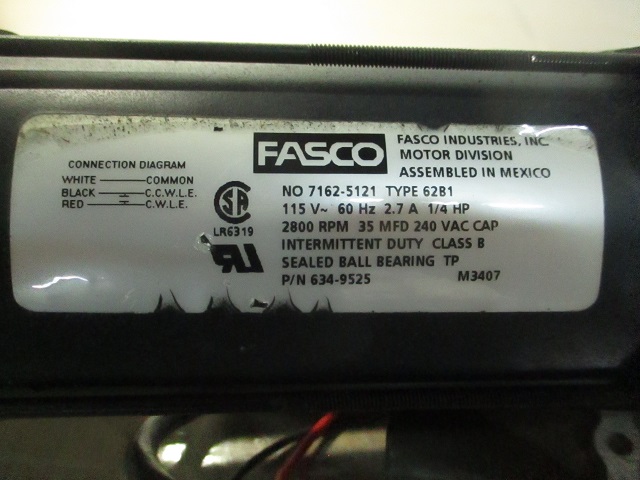 FASCO
FASCO INDUSTRIES, INC.
MOTOR DIVISION
ASSEMBLED IN MEXICO
CONNECTION DIAGRAM
WHITE COMMON
BLACK C.C.W.L.E.
RED C.W.L.E.
SA
LR6319
NO 7162-5121 TYPE 62B1
115 V~ 60 Hz 2.7 A 1/4 HP
2800 RPM 35 MFD 240 VAC CAP
INTERMITTENT DUTY CLASS B
SEALED BALL BEARING TP
P/N 634-9525 M3407